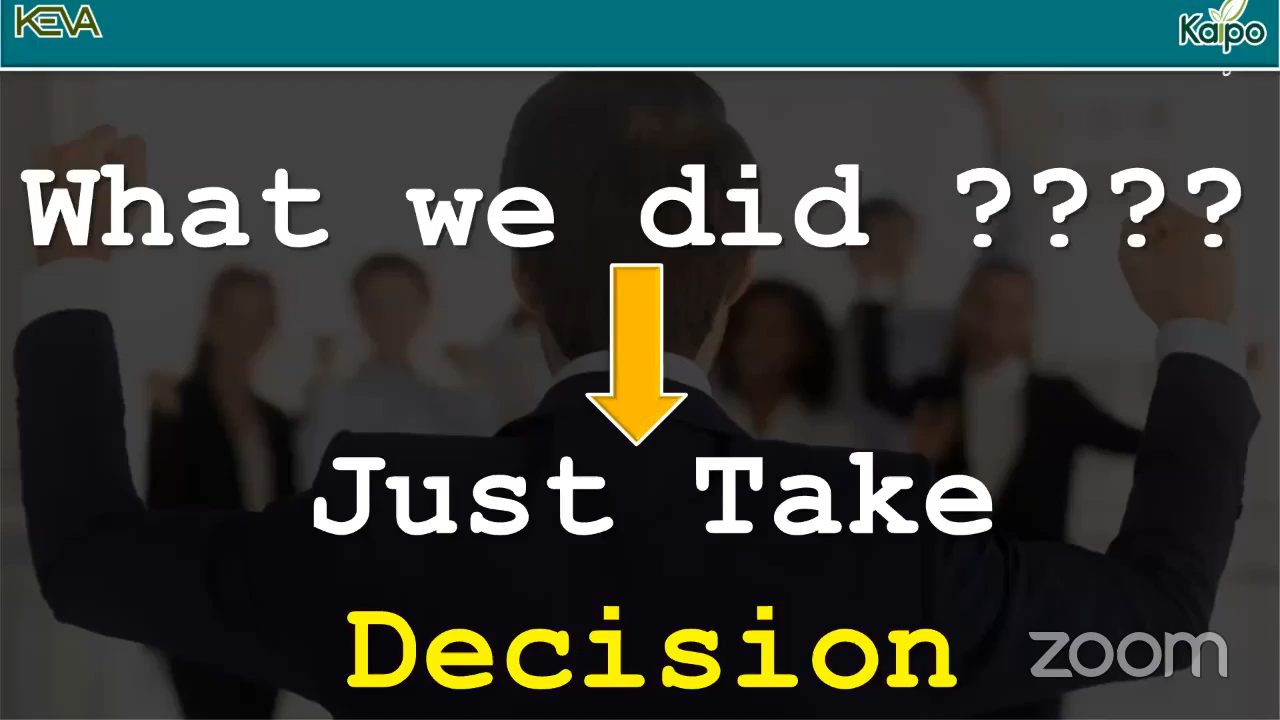 KEVA
Kaipo
What we did ????
Just Take
Decision
zoom